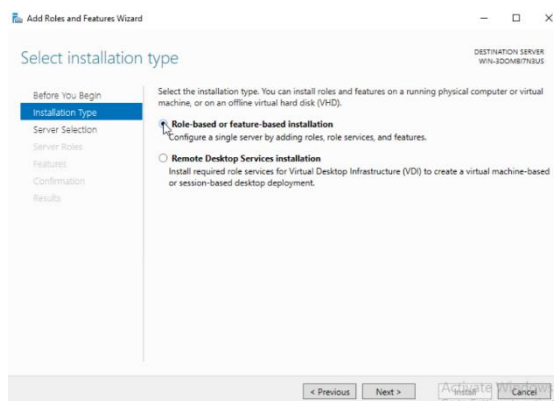 Add Roles and Features Wizard
Select installation type
DESTINATION SERVER
WIN-3DOMBI7N3US
Before You Begin
Installation Type
Server Selection
Server Roles
Features
Confirmation
Results
Select the installation type. You can install roles and features on a running physical computer or virtual
machine, or on an offline virtual hard disk (VHD).
Role-based or feature-based installation
Configure a single server by adding roles, role services, and features.
Remote Desktop Services installation
Install required role services for Virtual Desktop Infrastructure (VDI) to create a virtual machine-based
or session-based desktop deployment.
< Previous
Next >
Install
Cancel
Activate Windows